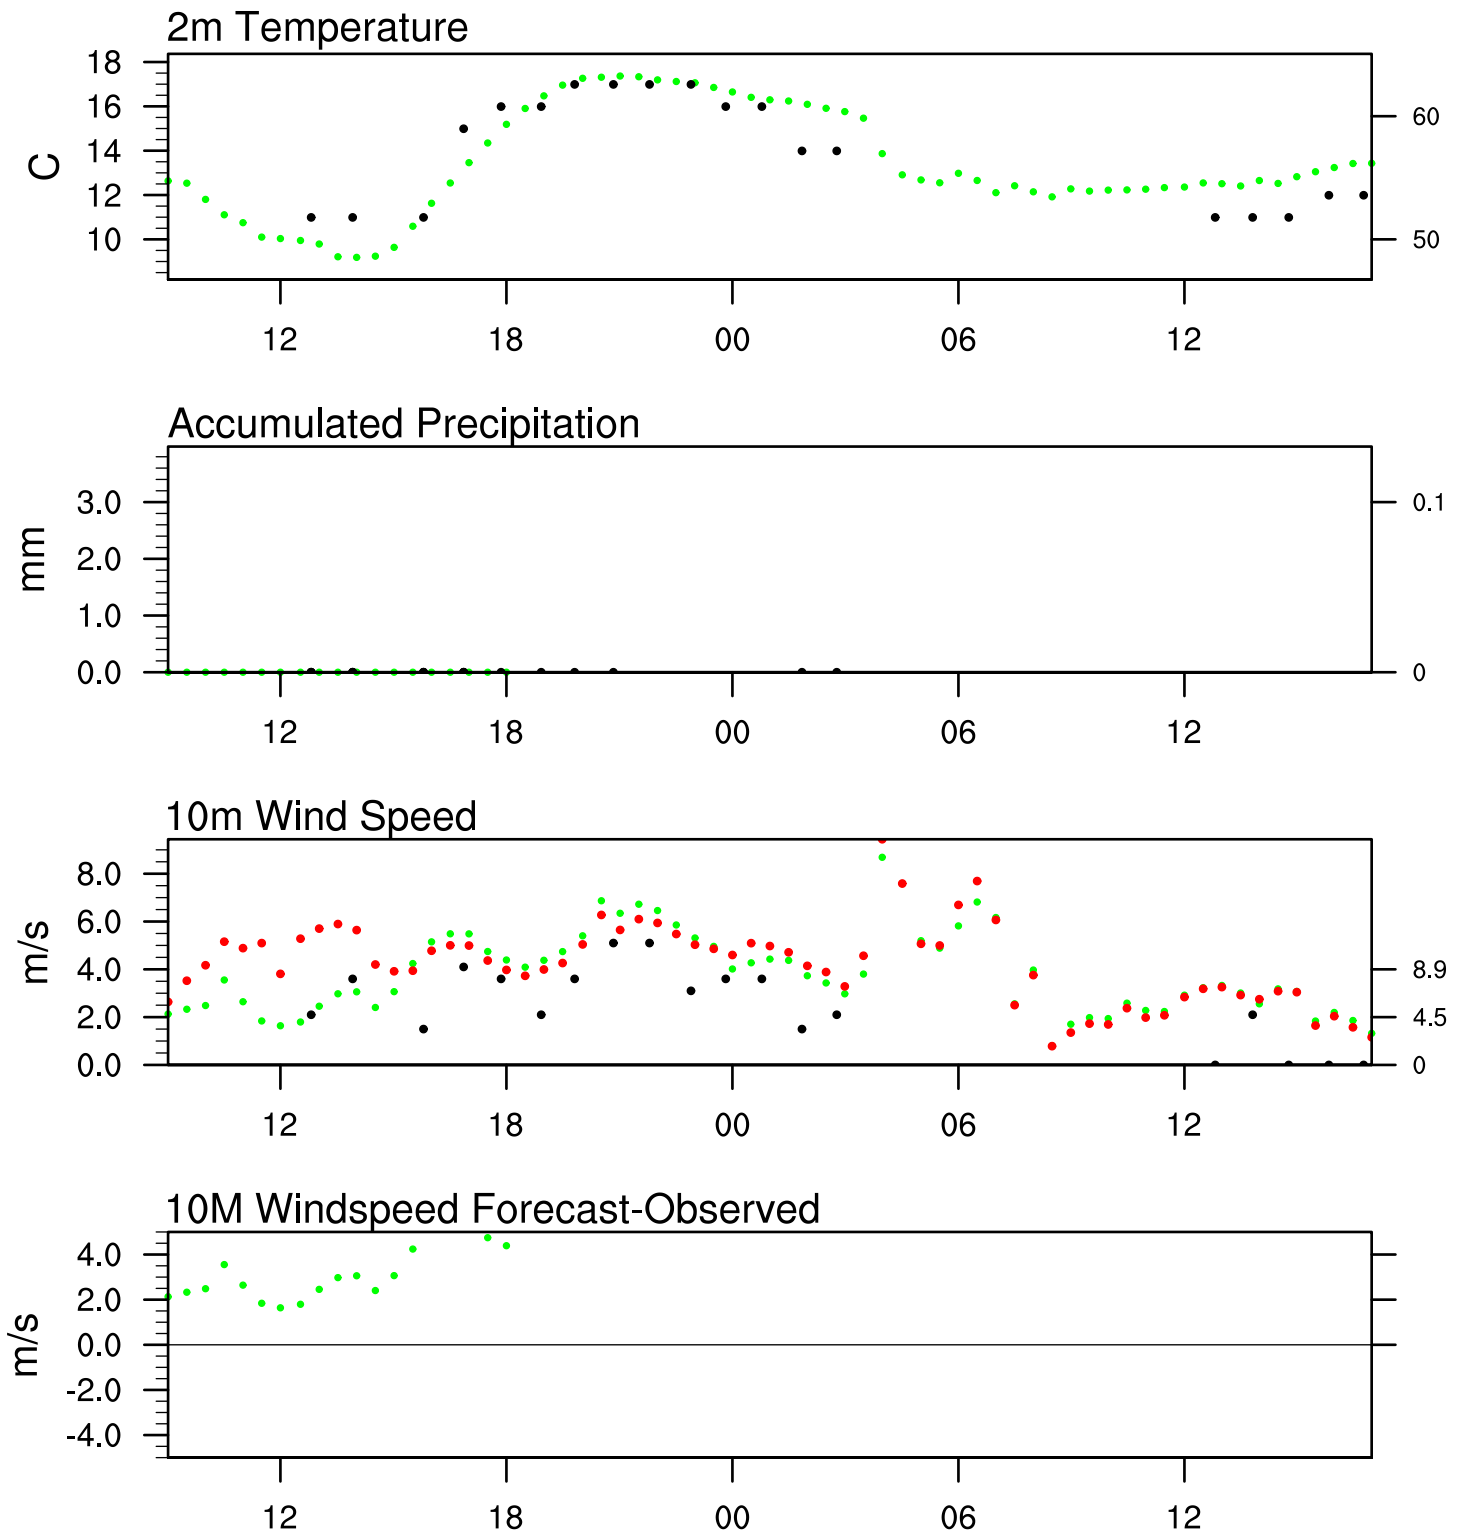 2m Temperature
18
16
14
12
10
C
60
50
12 18 00 06 12
Accumulated Precipitation
3.0
2.0
1.0
0.0
mm
0.1
0
12 18 00 06 12
10m Wind Speed
8.0
6.0
4.0
2.0
0.0
m/s
8.9
4.5
0
12 18 00 06 12
10M Windspeed Forecast-Observed
4.0
2.0
0.0
-2.0
-4.0
m/s
12 18 00 06 12